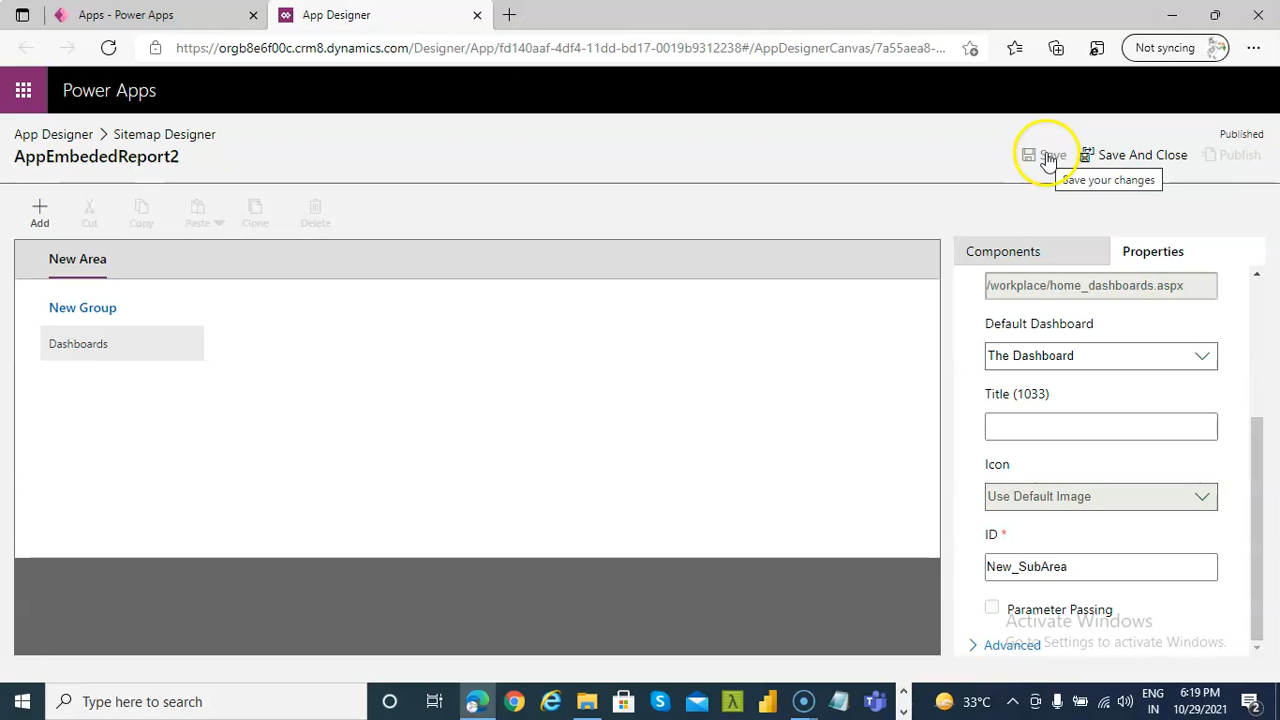 Apps - Power Apps
App Designer
https://orgb8e6f00c.crm8.dynamics.com/Designer/App/fd140aaf-4df4-11dd-bd17-0019b9312238#/AppDesignerCanvas/7a55aea8-...
Not syncing
Power Apps
App Designer > Sitemap Designer
Published
AppEmbededReport2
Save
Save And Close
Publish
Save your changes
Add
Cut
Copy
Paste
Clone
Delete
New Area
New Group
Dashboards
Components
Properties
/workplace/home_dashboards.aspx
Default Dashboard
The Dashboard
Title (1033)
Icon
Use Default Image
ID *
New_SubArea
Parameter Passing
Advanced
Activate Windows
Go to Settings to activate Windows.
Type here to search
33°C
ENG
IN
6:19 PM
10/29/2021
2